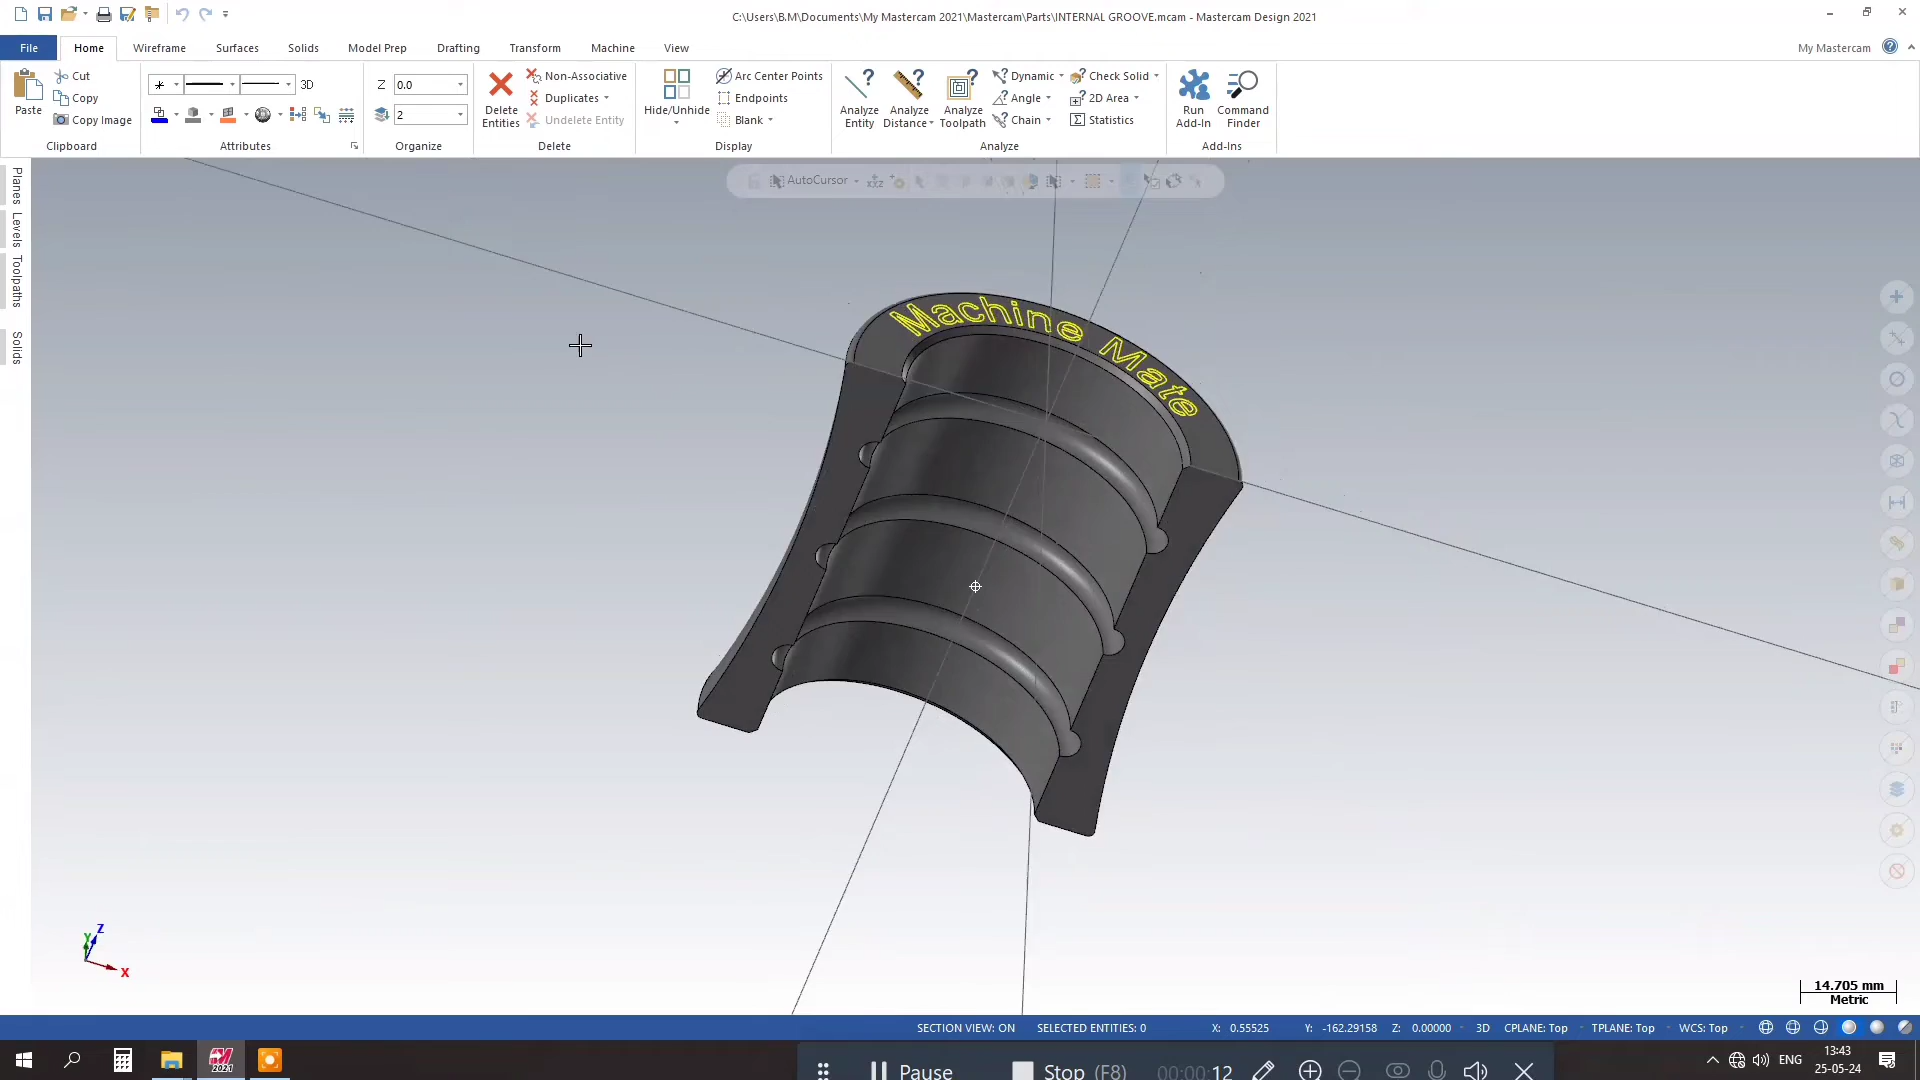 C:\Users\B.M\Documents\My Mastercam 2021\Mastercam\Parts\INTERNAL GROOVE.mcam - Mastercam Design 2021
File Home Wireframe Surfaces Solids Model Prep Drafting Transform Machine View My Mastercam
Cut Z 0.0 Non-Associative Arc Center Points Dynamic Check Solid
3D
Paste Copy Delete Entities Duplicates Hide/Unhide Endpoints Analyze Entity Analyze Distance Analyze Toolpath Angle 2D Area Run Add-In Command Finder
Copy Image 2 Undelete Entity Blank Chain Statistics
Clipboard Attributes Organize Delete Display Analyze Add-Ins
AutoCursor
Planes
Levels
Toolpaths
Solids
Machine Mate
Z
Y
X
14.705 mm
Metric
SECTION VIEW: ON SELECTED ENTITIES: 0 X: 0.55525 Y: -162.29158 Z: 0.00000 3D CPLANE: Top TPLANE: Top WCS: Top
2021 Pause Stop (F8) 00:00:12 ENG 13:43
25-05-24